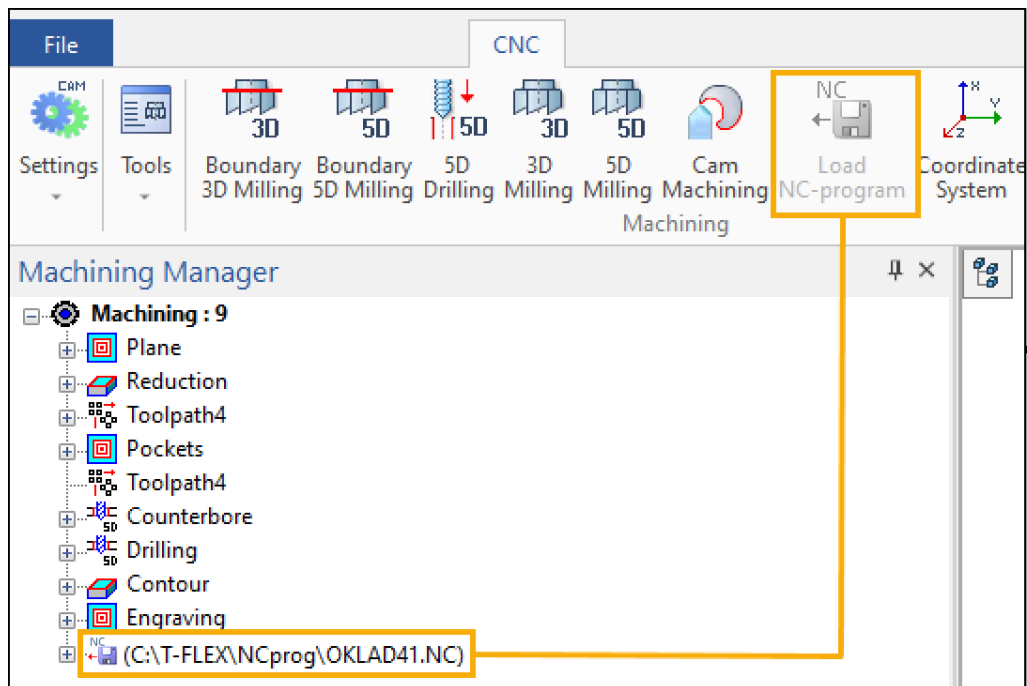 File
CNC
CAM
3D
5D
5D
3D
5D
NC
X
Y
Z
Settings
Tools
Boundary
3D Milling
Boundary
5D Milling
5D
Drilling
3D
Milling
5D
Milling
Cam
Machining
Load
NC-program
Coordinate
System
Machining
Machining Manager
Machining : 9
Plane
Reduction
Toolpath4
Pockets
Toolpath4
5D
Counterbore
5D
Drilling
Contour
Engraving
NC
(C:\T-FLEX\NCprog\OKLAD41.NC)